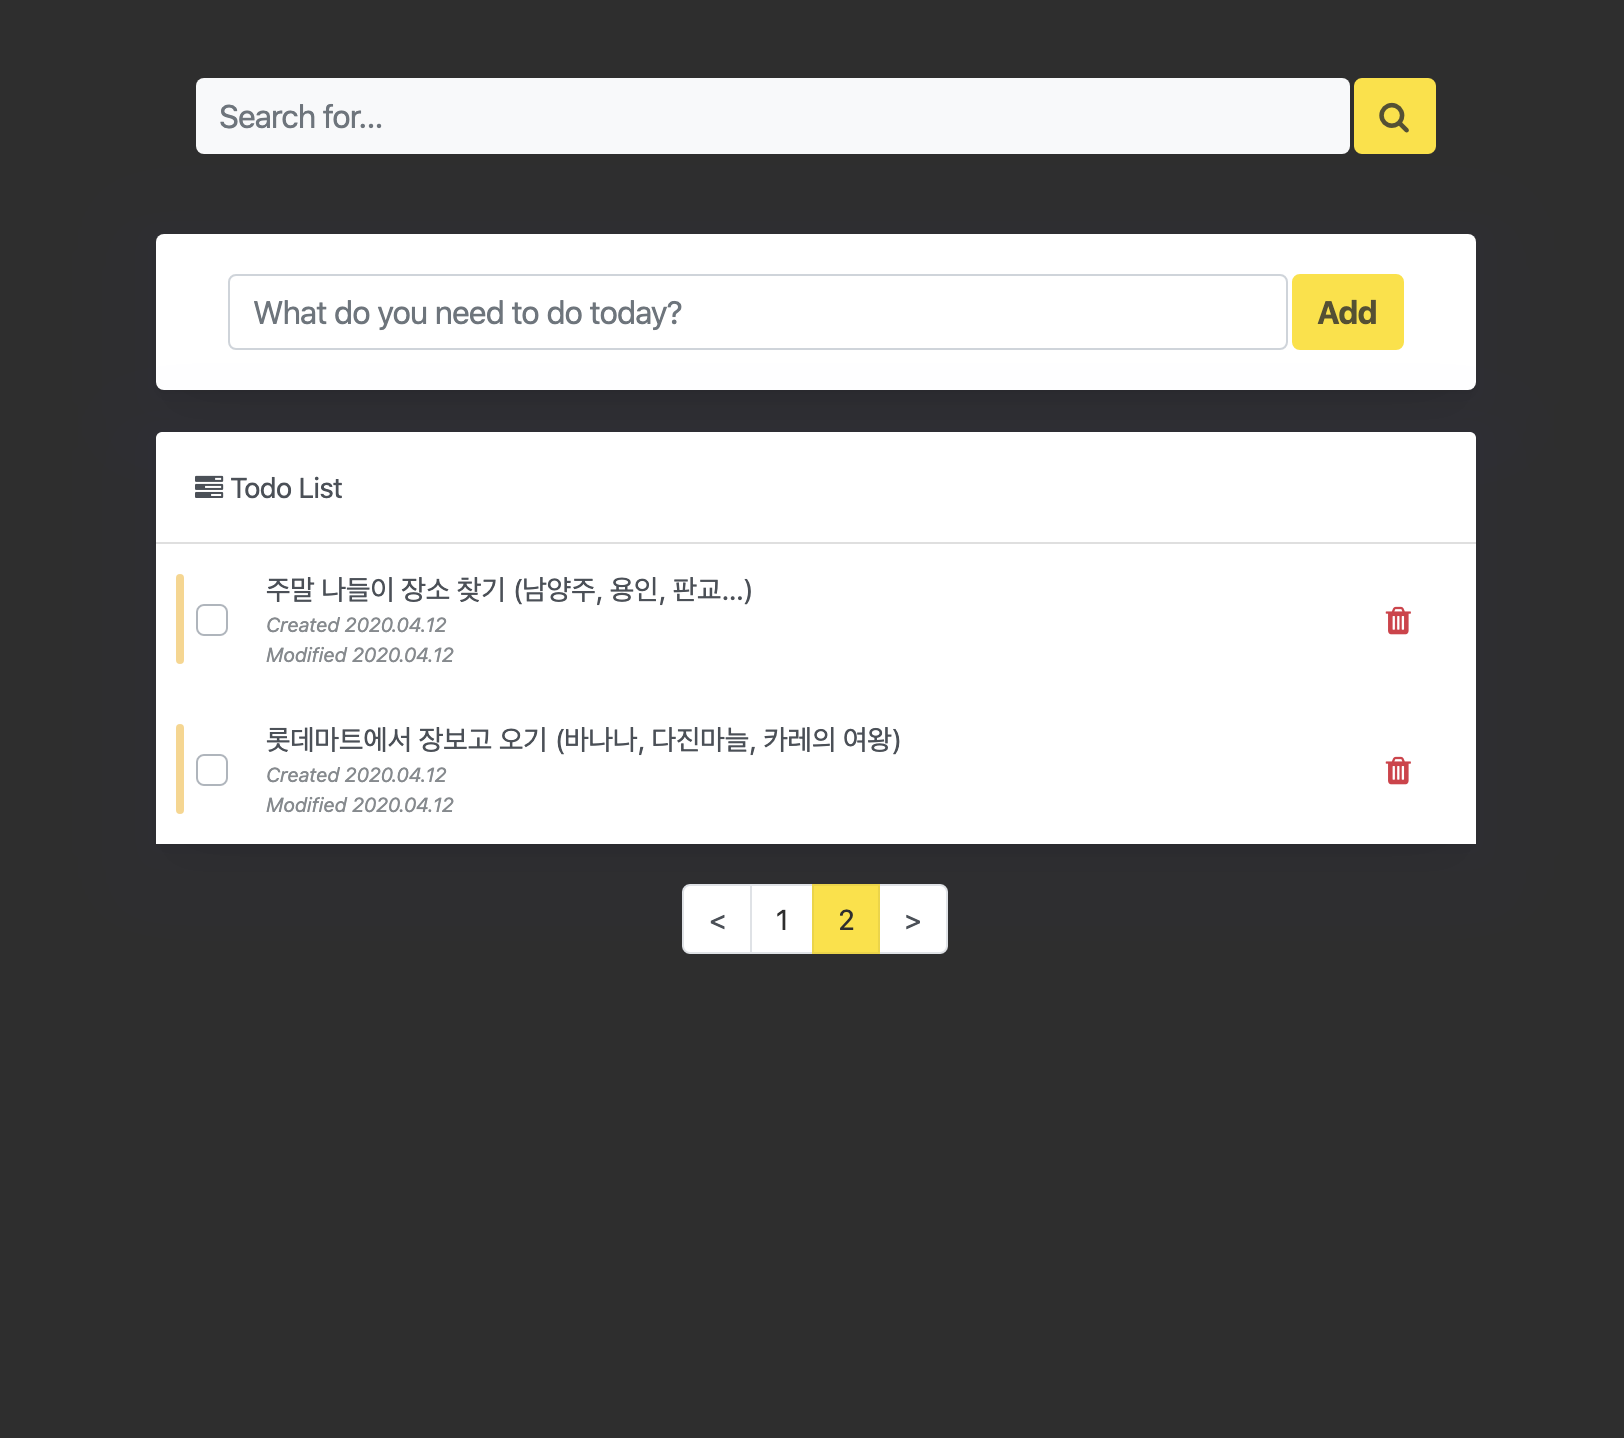 Search for...
What do you need to do today?
Add
Todo List
주말 나들이 장소 찾기 (남양주, 용인, 판교...)
Created 2020.04.12
Modified 2020.04.12
롯데마트에서 장보고 오기 (바나나, 다진마늘, 카레의 여왕)
Created 2020.04.12
Modified 2020.04.12
< 1 2 >